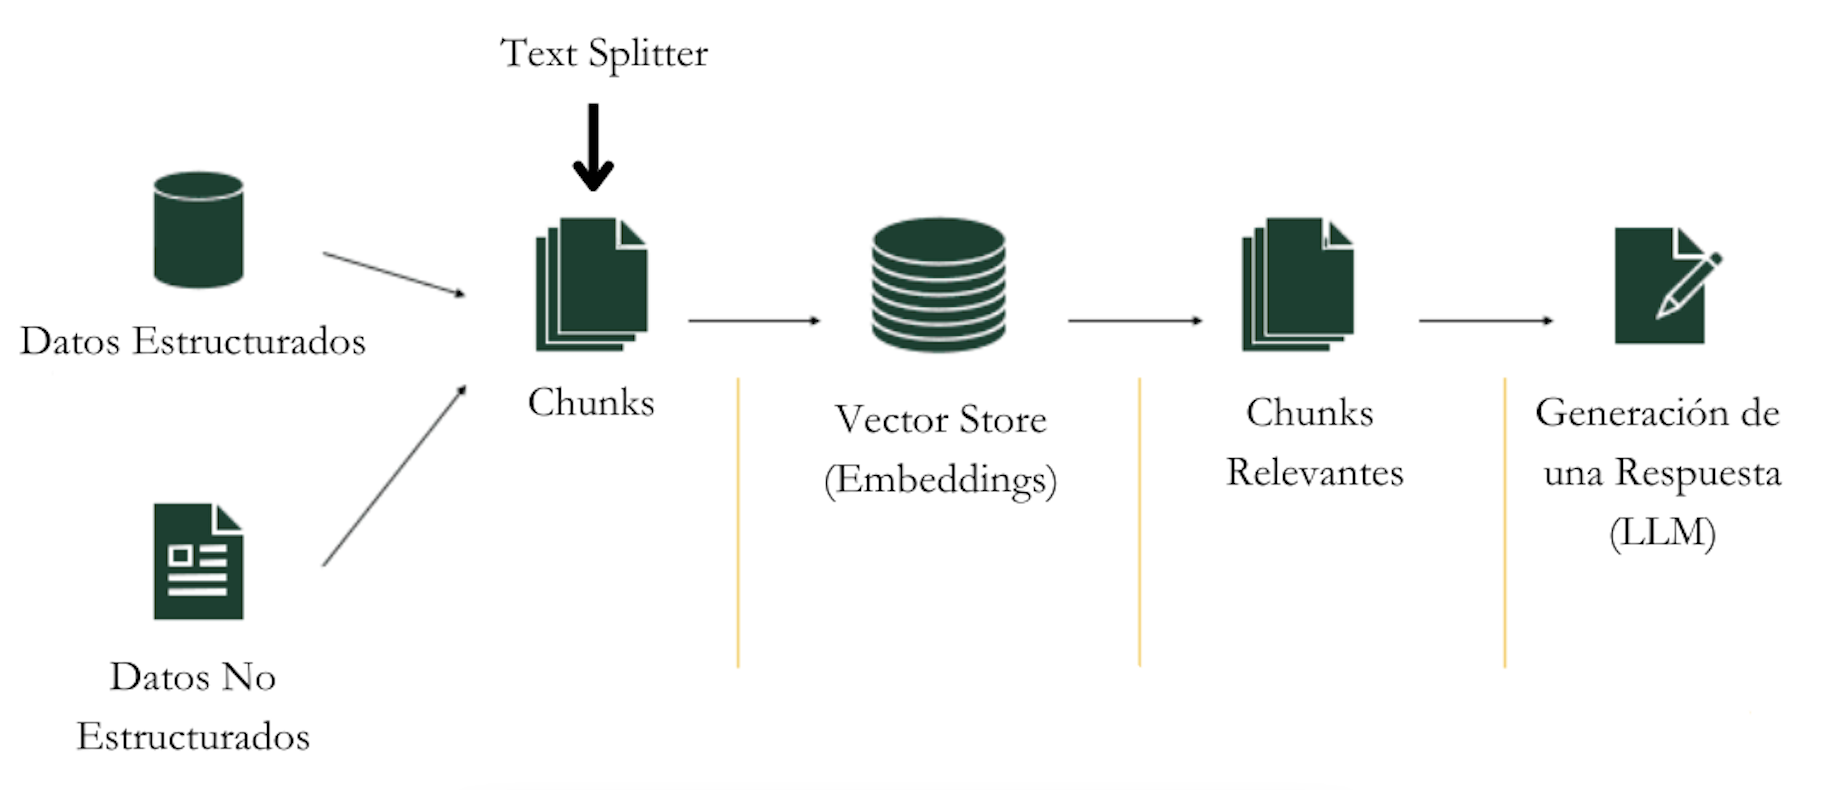 Text Splitter
Datos Estructurados
Datos No
Estructurados
Chunks
Vector Store
(Embeddings)
Chunks
Relevantes
Generación de
una Respuesta
(LLM)